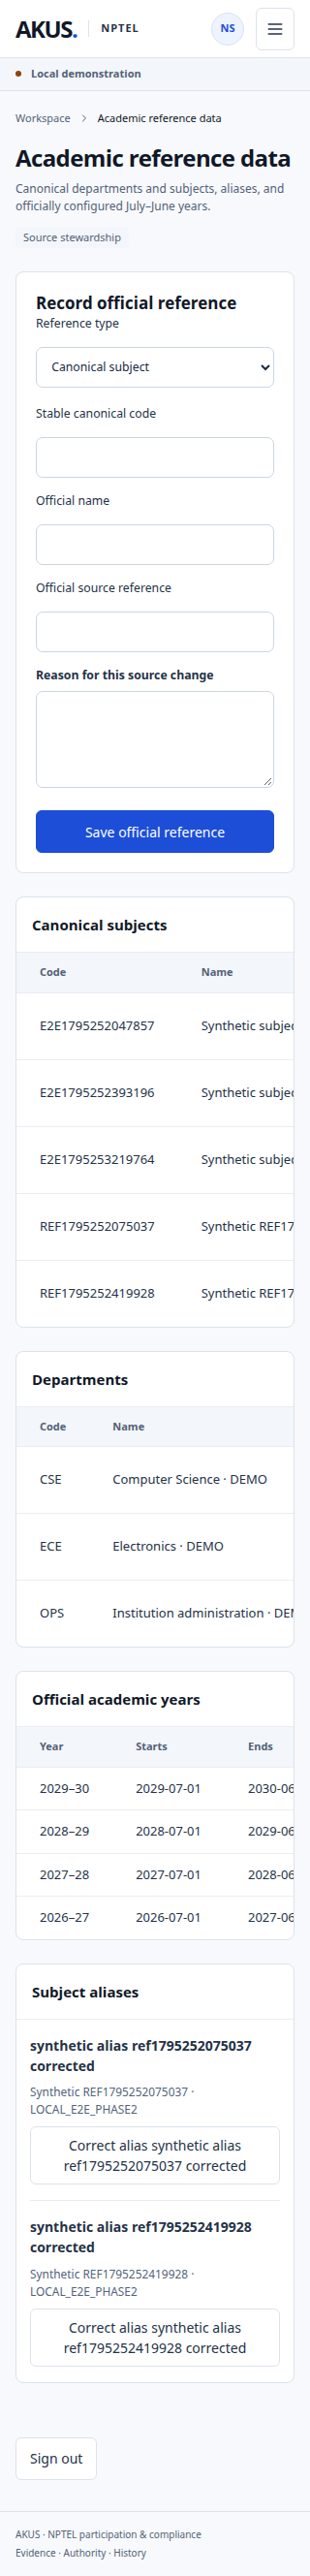 AKUS. NPTEL NS
Local demonstration
Workspace > Academic reference data
Academic reference data
Canonical departments and subjects, aliases, and
officially configured July–June years.
Source stewardship
Record official reference
Reference type
Canonical subject
Stable canonical code
Official name
Official source reference
Reason for this source change
Save official reference
Canonical subjects
Code Name
E2E1795252047857 Synthetic
E2E1795252393196 Synthetic
E2E1795253219764 Synthetic
REF1795252075037 Synthetic REF17
REF1795252419928 Synthetic REF17
Departments
Code Name
CSE Computer Science · DEMO
ECE Electronics · DEMO
OPS Institution administration ·
Official academic years
Year Starts Ends
2029–30 2029-07-01 2030-06
2028–29 2028-07-01 2029-06
2027–28 2027-07-01 2028-06
2026–27 2026-07-01 2027-06
Subject aliases
synthetic alias ref1795252075037
corrected
Synthetic REF1795252075037 ·
LOCAL_E2E_PHASE2
Correct alias synthetic alias
ref1795252075037 corrected
synthetic alias ref1795252419928
corrected
Synthetic REF1795252419928 ·
LOCAL_E2E_PHASE2
Correct alias synthetic alias
ref1795252419928 corrected
Sign out
AKUS · NPTEL participation & compliance
Evidence · Authority · History